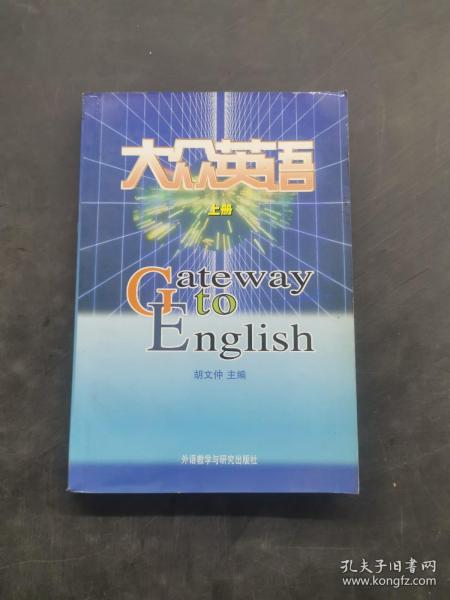 大众英语
上册
Gateway
to
English
胡文仲 主编
外语教学与研究出版社
孔夫子旧书网
www.kongfz.com